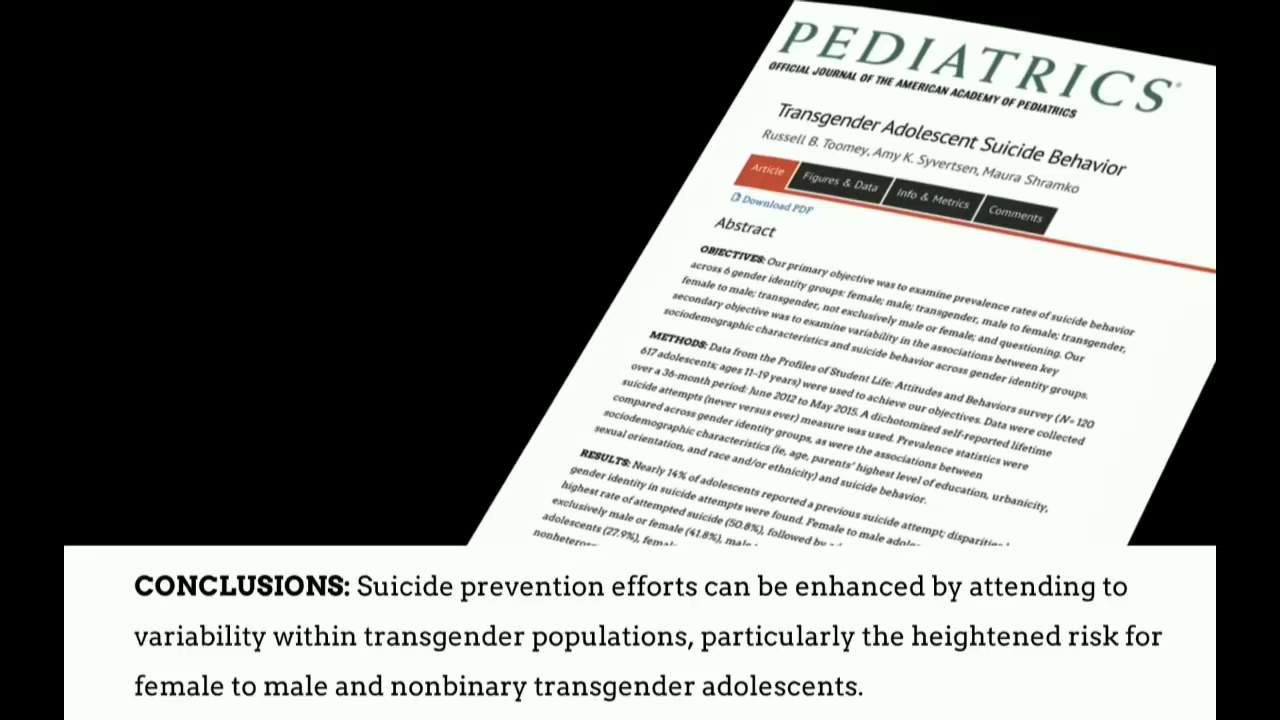 PEDIATRICS®
OFFICIAL JOURNAL OF THE AMERICAN ACADEMY OF PEDIATRICS
Transgender Adolescent Suicide Behavior
Russell B. Toomey, Amy K. Syvertsen, Maura Shramko
Article Figures & Data Info & Metrics Comments
Download PDF
Abstract
OBJECTIVES: Our primary objective was to examine prevalence rates of suicide behavior
across 6 gender identity groups: female; male; transgender, male to female; transgender,
female to male; transgender, not exclusively male or female; and questioning. Our
secondary objective was to examine variability in the associations between key
sociodemographic characteristics and suicide behavior across gender identity groups.
METHODS: Data from the Profiles of Student Life: Attitudes and Behaviors survey (N = 120
617 adolescents; ages 11–19 years) were used to achieve our objectives. Data were collected
over a 36-month period: June 2012 to May 2015. A dichotomized self-reported lifetime
suicide attempts (never versus ever) measure was used. Prevalence statistics were
compared across gender identity groups, as were the associations between
sociodemographic characteristics (ie, age, parents' highest level of education, urbanicity,
sexual orientation, and race and/or ethnicity) and suicide behavior.
RESULTS: Nearly 14% of adolescents reported a previous suicide attempt;
gender identity in suicide attempts were found. Female to male
highest rate of attempted suicide (50.8%), followed by
exclusively male or female (41.8%),
adolescents (27.9%),
CONCLUSIONS: Suicide prevention efforts can be enhanced by attending to
variability within transgender populations, particularly the heightened risk for
female to male and nonbinary transgender adolescents.